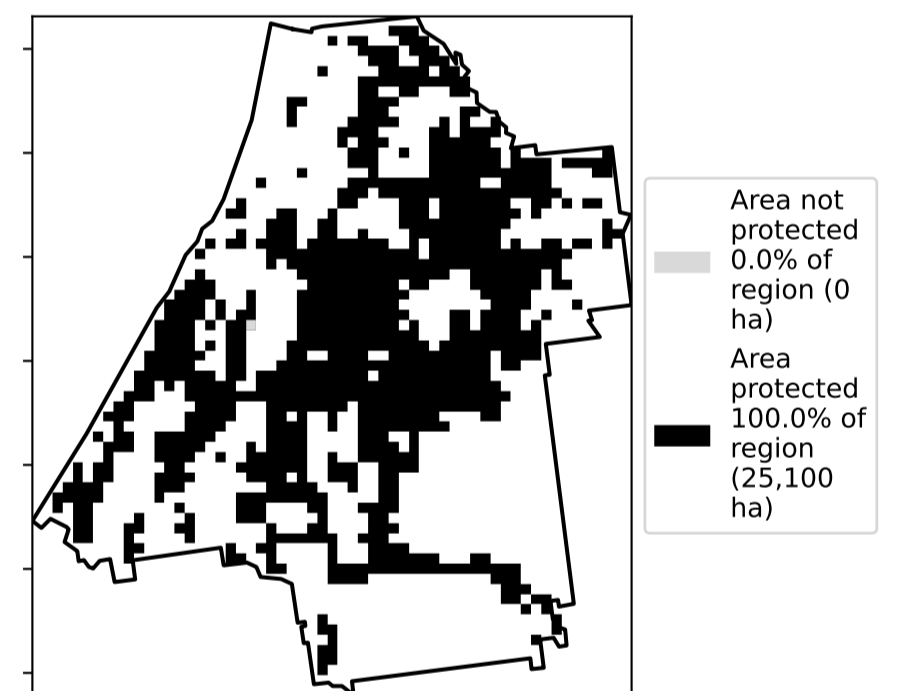 Area not
protected
0.0% of
region (0
ha)
Area
protected
100.0% of
region
(25,100
ha)